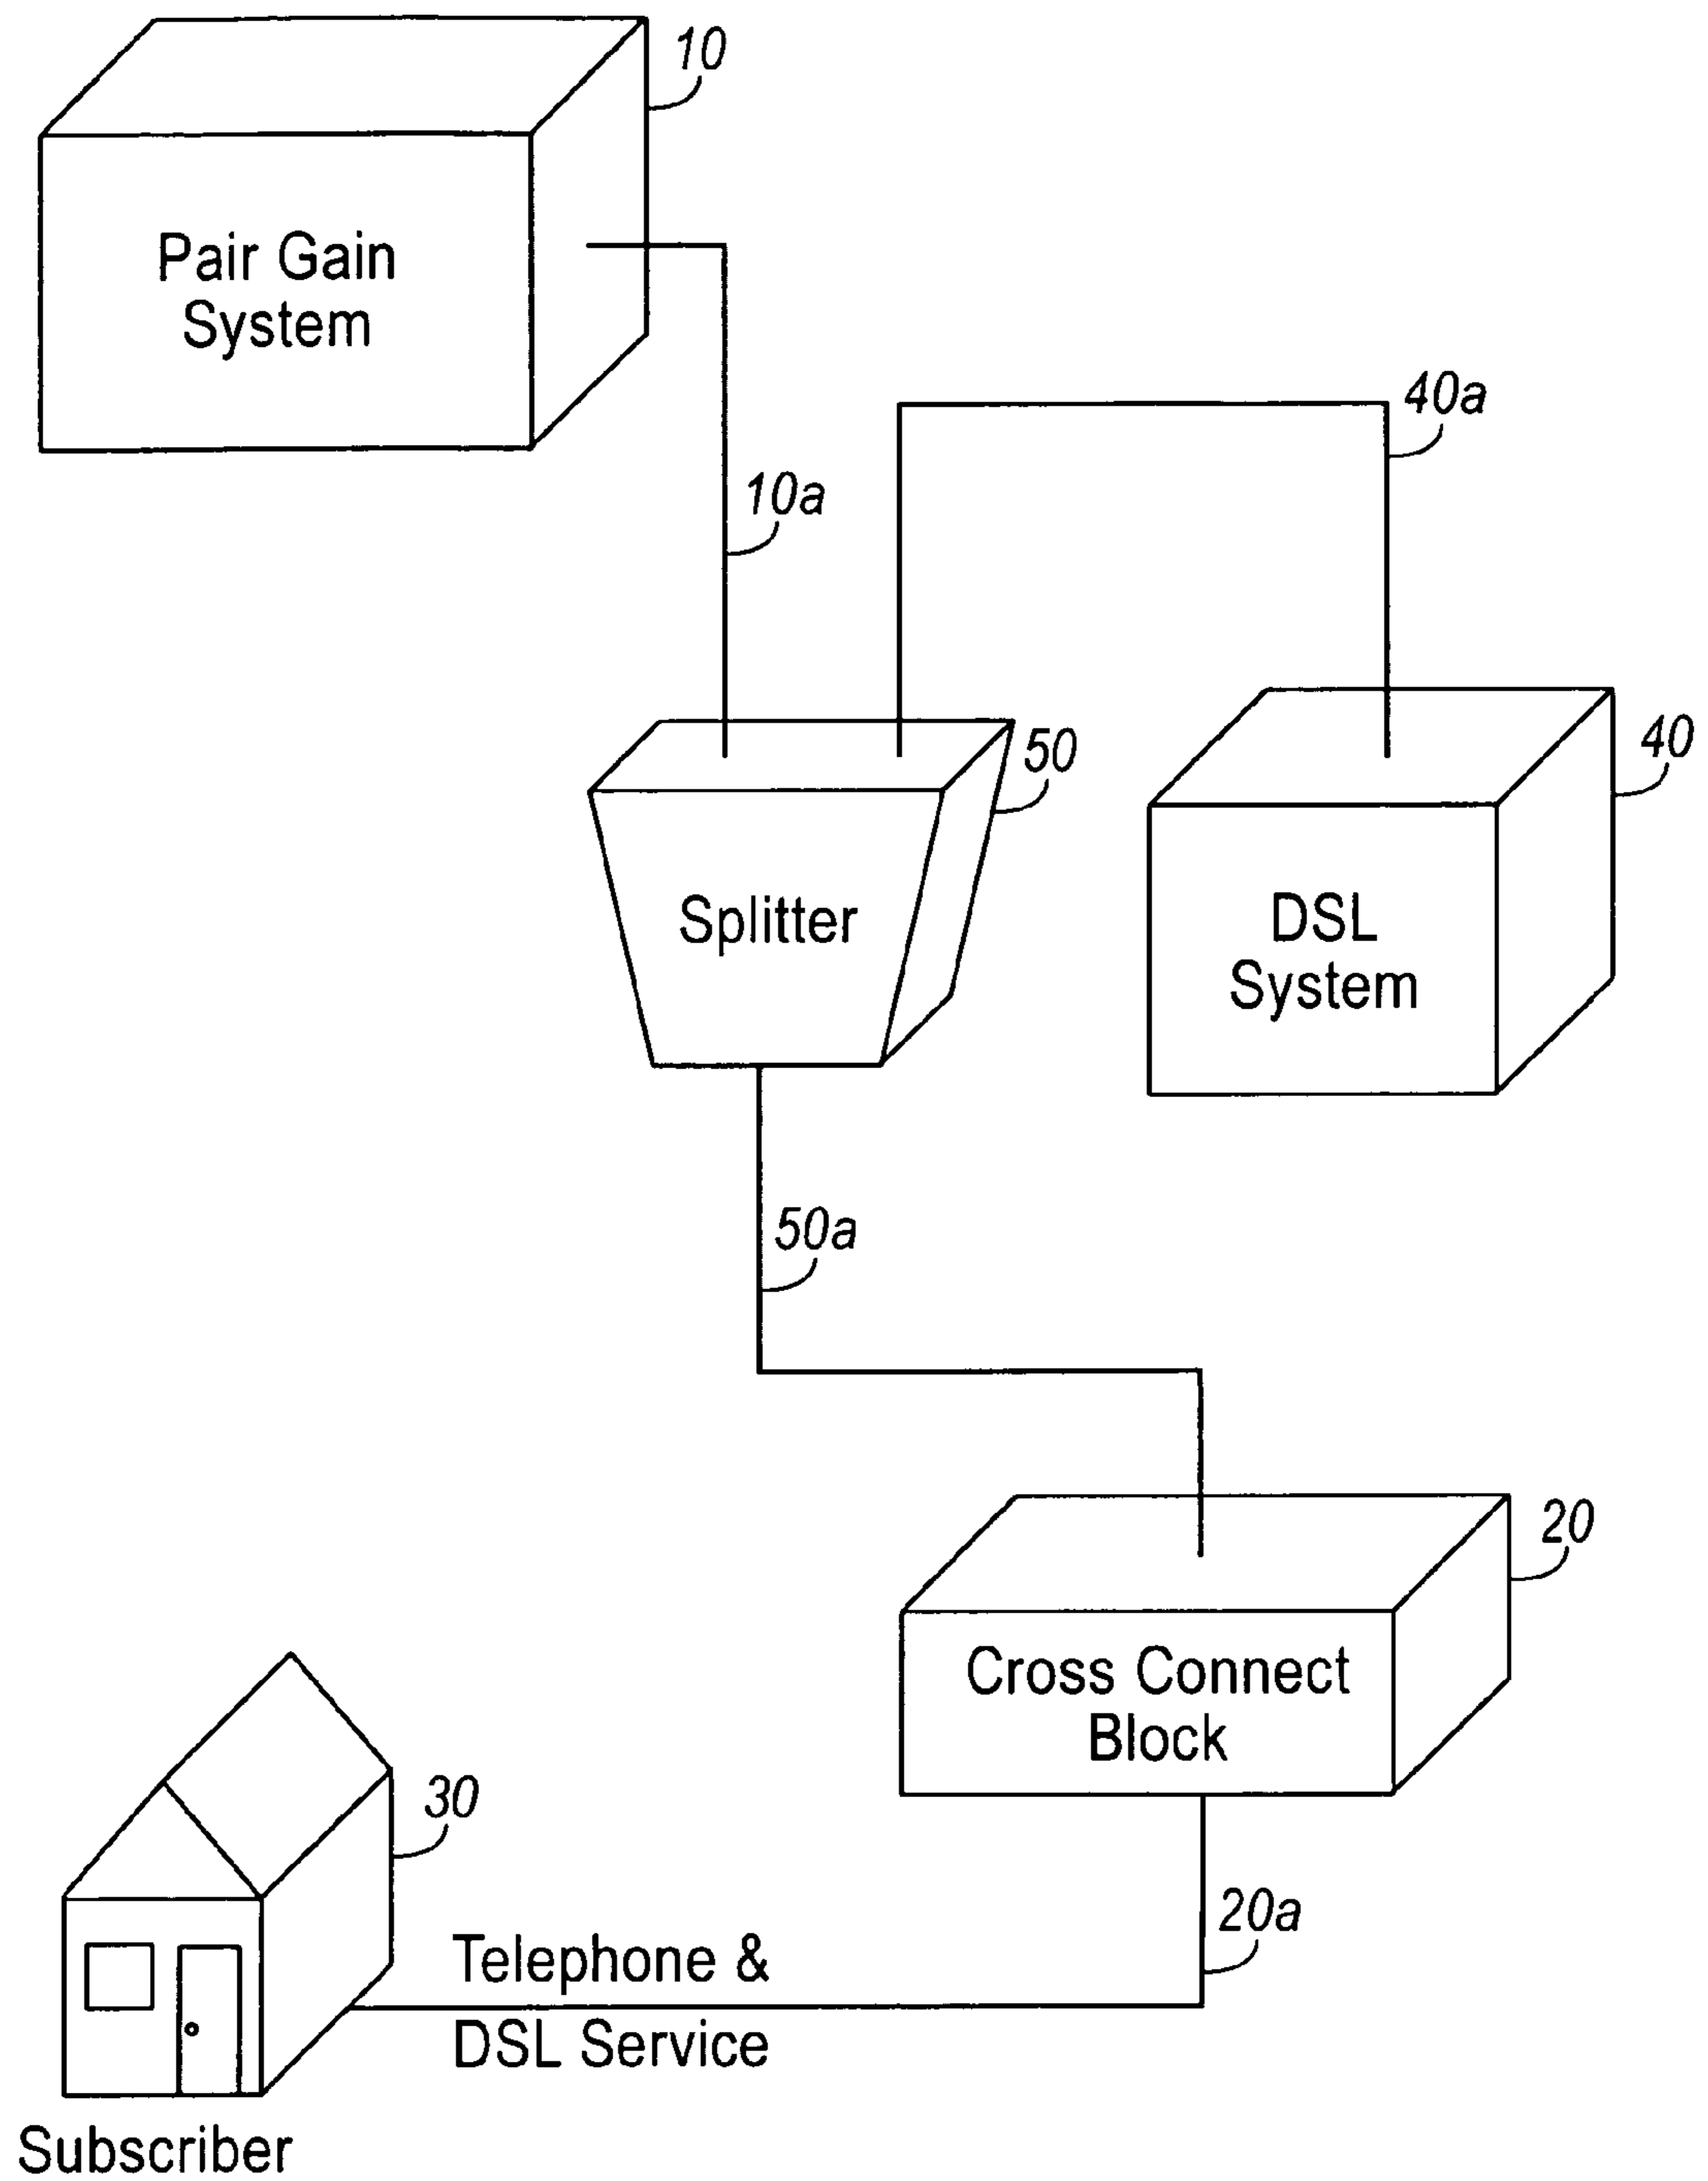 10
Pair Gain
System
40a
10a
50
40
Splitter
DSL
System
50a
20
Cross Connect
Block
30
20a
Telephone &
DSL Service
Subscriber